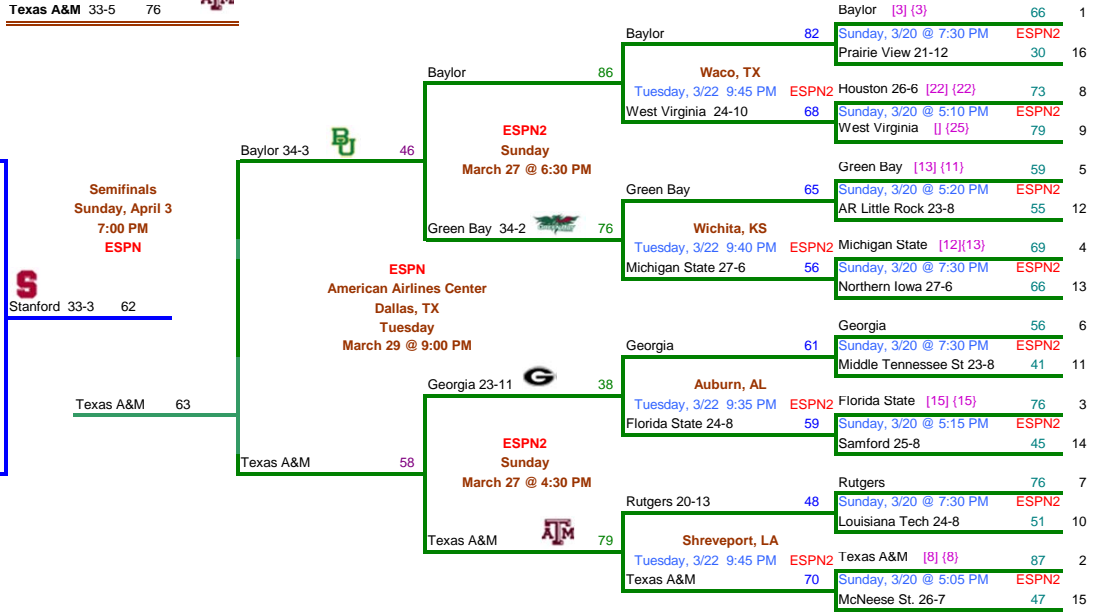 Texas A&M 33-5 76
Baylor [3] {3} 66 1
Sunday, 3/20 @ 7:30 PM ESPN2
Prairie View 21-12 30 16
Houston 26-6 [22] {22} 73 8
Sunday, 3/20 @ 5:10 PM ESPN2
West Virginia [] {25} 79 9
Green Bay [13] {11} 59 5
Sunday, 3/20 @ 5:20 PM ESPN2
AR Little Rock 23-8 55 12
Michigan State [12]{13} 69 4
Sunday, 3/20 @ 7:30 PM ESPN2
Northern Iowa 27-6 66 13
Georgia 56 6
Sunday, 3/20 @ 7:30 PM ESPN2
Middle Tennessee St 23-8 41 11
Florida State [15] {15} 76 3
Sunday, 3/20 @ 5:15 PM ESPN2
Samford 25-8 45 14
Rutgers 76 7
Sunday, 3/20 @ 7:30 PM ESPN2
Louisiana Tech 24-8 51 10
Texas A&M [8] {8} 87 2
Sunday, 3/20 @ 5:05 PM ESPN2
McNeese St. 26-7 47 15
Baylor 82
Waco, TX
Tuesday, 3/22 9:45 PM ESPN2
West Virginia 24-10 68
Green Bay 65
Wichita, KS
Tuesday, 3/22 9:40 PM ESPN2
Michigan State 27-6 56
Georgia 61
Auburn, AL
Tuesday, 3/22 9:35 PM ESPN2
Florida State 24-8 59
Rutgers 20-13 48
Shreveport, LA
Tuesday, 3/22 9:45 PM ESPN2
Texas A&M 70
Baylor 86
ESPN2
Sunday
March 27 @ 6:30 PM
Green Bay 34-2 76
Georgia 23-11 G 38
ESPN2
Sunday
March 27 @ 4:30 PM
Texas A&M ATM 79
Baylor 34-3 BU 46
ESPN
American Airlines Center
Dallas, TX
Tuesday
March 29 @ 9:00 PM
Texas A&M 58
Semifinals
Sunday, April 3
7:00 PM
ESPN
S
Stanford 33-3 62
Texas A&M 63